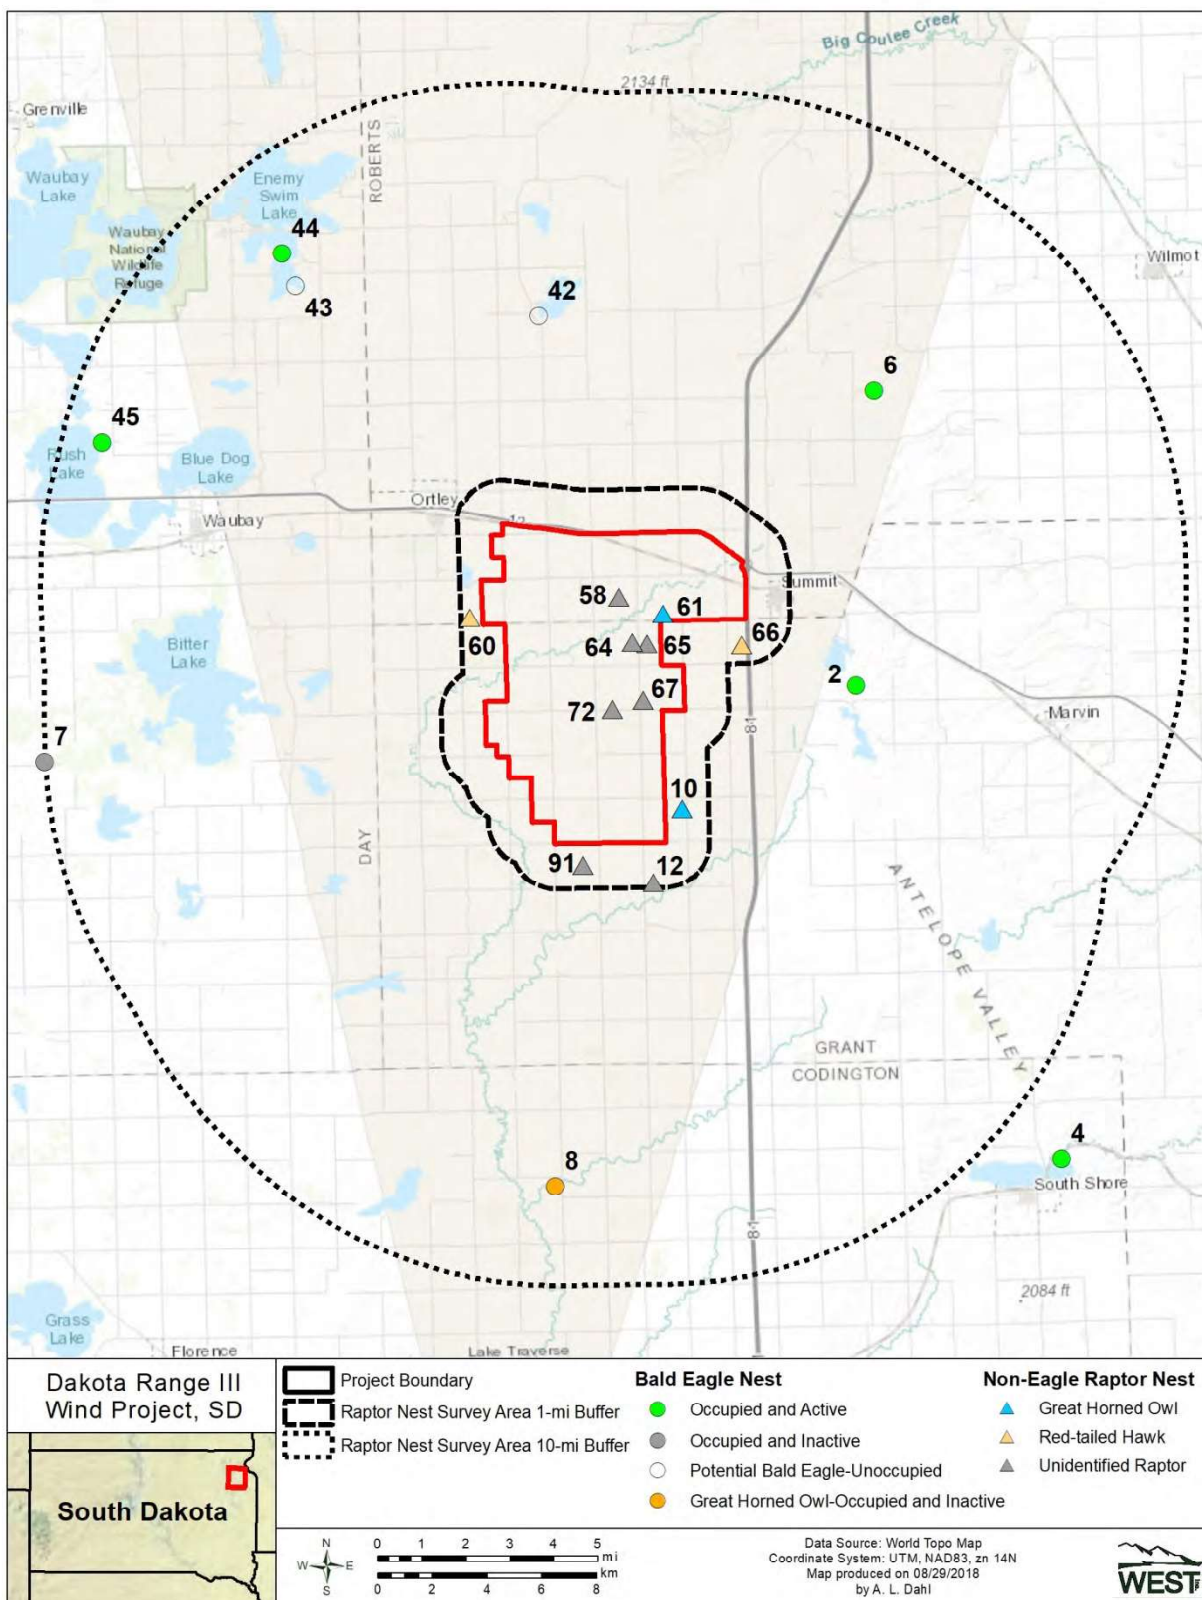 Big Coulee Creek
2134 ft
Grenville
ROBERTS
Waubay
Lake
Enemy
Swim
Lake
Waubay
National
Wildlife
Refuge
44
43
42
Wilmot
6
45
Rush
Lake
Blue Dog
Lake
Waubay
Ortley
12
Summit
58
61
60
64
65
66
Bitter
Lake
2
67
72
Marvin
7
81
10
DAY
91
12
ANTELOPE VALLEY
GRANT
CODINGTON
4
8
South Shore
81
2084 ft
Grass
Lake
Florence
Lake Traverse
Dakota Range III
Wind Project, SD
South Dakota
Project Boundary
Raptor Nest Survey Area 1-mi Buffer
Raptor Nest Survey Area 10-mi Buffer
Bald Eagle Nest
Occupied and Active
Occupied and Inactive
Potential Bald Eagle-Unoccupied
Great Horned Owl-Occupied and Inactive
Non-Eagle Raptor Nest
Great Horned Owl
Red-tailed Hawk
Unidentified Raptor
N
W E
S
0 1 2 3 4 5
mi
km
0 2 4 6 8
Data Source: World Topo Map
Coordinate System: UTM, NAD83, zn 14N
Map produced on 08/29/2018
by A. L. Dahl
WEST